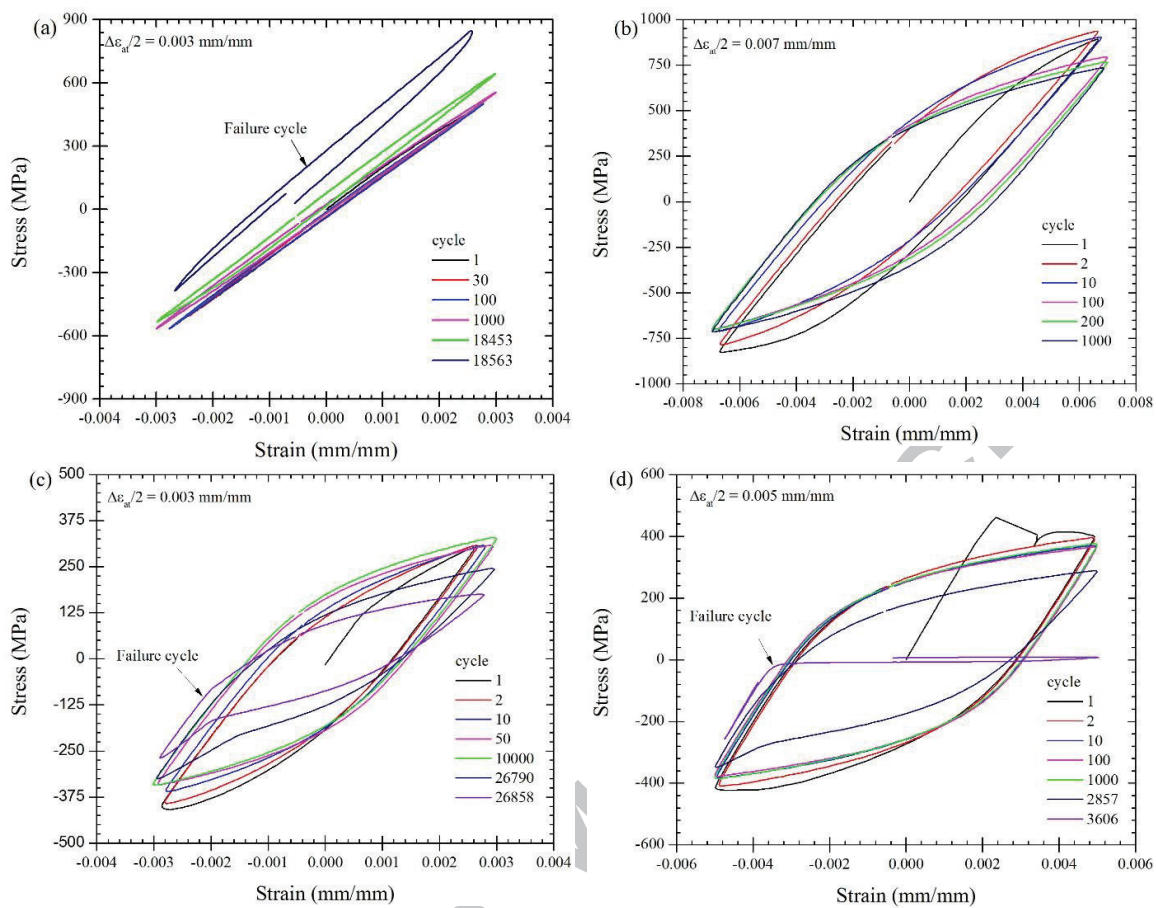 (a)
Δε_at/2 = 0.003 mm/mm
Failure cycle
cycle
1
30
100
1000
18453
18563
900
600
300
0
-300
-600
-900
-0.004 -0.003 -0.002 -0.001 0.000 0.001 0.002 0.003 0.004
Stress (MPa)
Strain (mm/mm)
(b)
Δε_at/2 = 0.007 mm/mm
cycle
1
2
10
100
200
1000
1000
750
500
250
0
-250
-500
-750
-1000
-0.008 -0.006 -0.004 -0.002 0.000 0.002 0.004 0.006 0.008
Stress (MPa)
Strain (mm/mm)
(c)
Δε_at/2 = 0.003 mm/mm
Failure cycle
cycle
1
2
10
50
10000
26790
26858
500
375
250
125
0
-125
-250
-375
-500
-0.004 -0.003 -0.002 -0.001 0.000 0.001 0.002 0.003 0.004
Stress (MPa)
Strain (mm/mm)
(d)
Δε_at/2 = 0.005 mm/mm
Failure cycle
cycle
1
2
10
100
1000
2857
3606
600
400
200
0
-200
-400
-600
-0.006 -0.004 -0.002 0.000 0.002 0.004 0.006
Stress (MPa)
Strain (mm/mm)